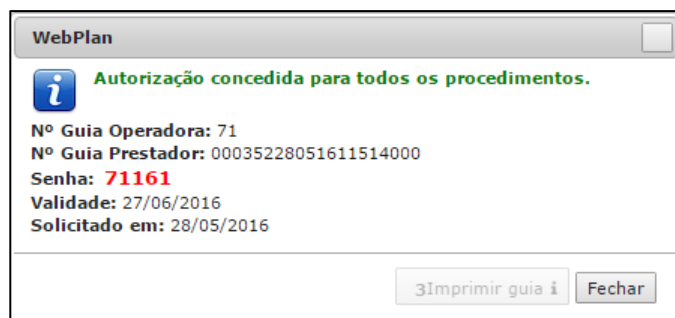 WebPlan
i Autorização concedida para todos os procedimentos.
Nº Guia Operadora: 71
Nº Guia Prestador: 00035228051611514000
Senha: 71161
Validade: 27/06/2016
Solicitado em: 28/05/2016
3Imprimir guia i Fechar